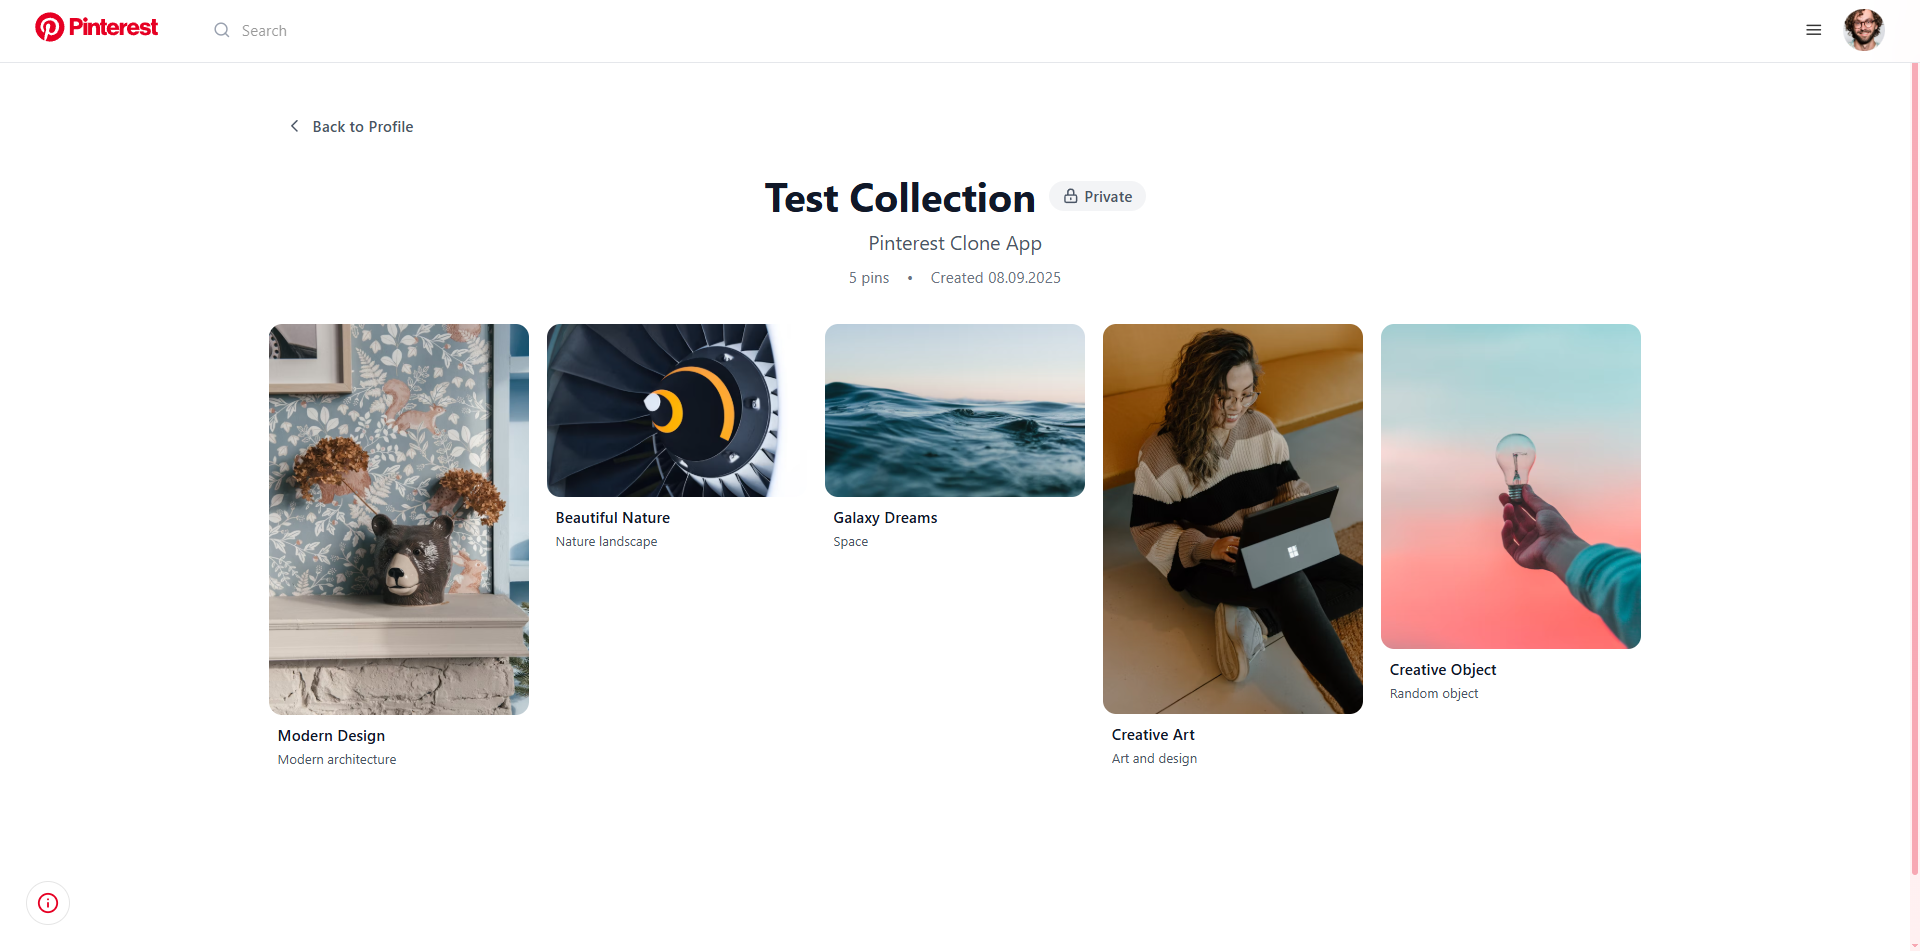 Pinterest
Search
Back to Profile
Test Collection
Private
Pinterest Clone App
5 pins • Created 08.09.2025
Modern Design
Modern architecture
Beautiful Nature
Nature landscape
Galaxy Dreams
Space
Creative Art
Art and design
Creative Object
Random object